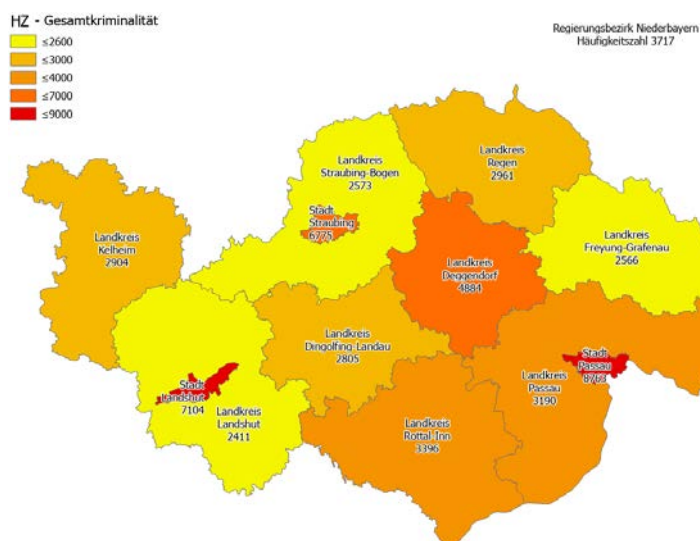 HZ - Gesamtkriminalität
≤2600
≤3000
≤4000
≤7000
≤9000
Regierungsbezirk Niederbayern
Häufigkeitszahl 3717
Landkreis
Regen
2961
Landkreis
Straubing-Bogen
2573
Stadt
Straubing
6775
Landkreis
Freyung-Grafenau
2566
Landkreis
Kelheim
2904
Landkreis
Deggendorf
4884
Landkreis
Dingolfing-Landau
2805
Stadt
Passau
8763
Landkreis
Passau
3190
Stadt
Landshut
7104
Landkreis
Landshut
2411
Landkreis
Rottal-Inn
3396